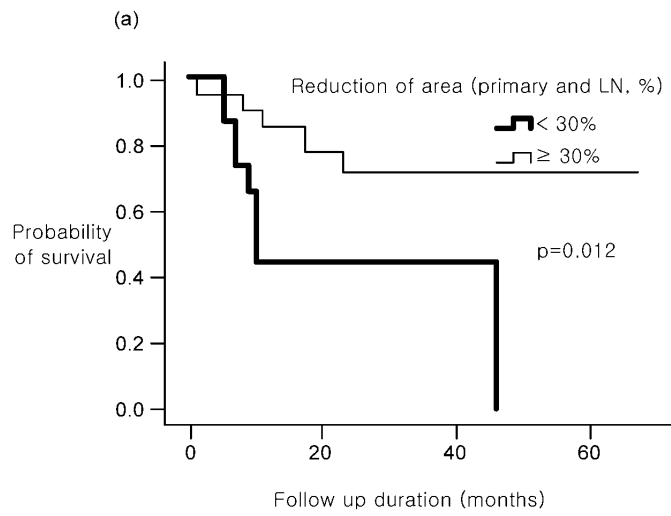 (a)
Reduction of area (primary and LN, %)
< 30%
≥ 30%
1.0
0.8
0.6
0.4
0.2
0.0
Probability
of survival
p=0.012
0 20 40 60
Follow up duration (months)